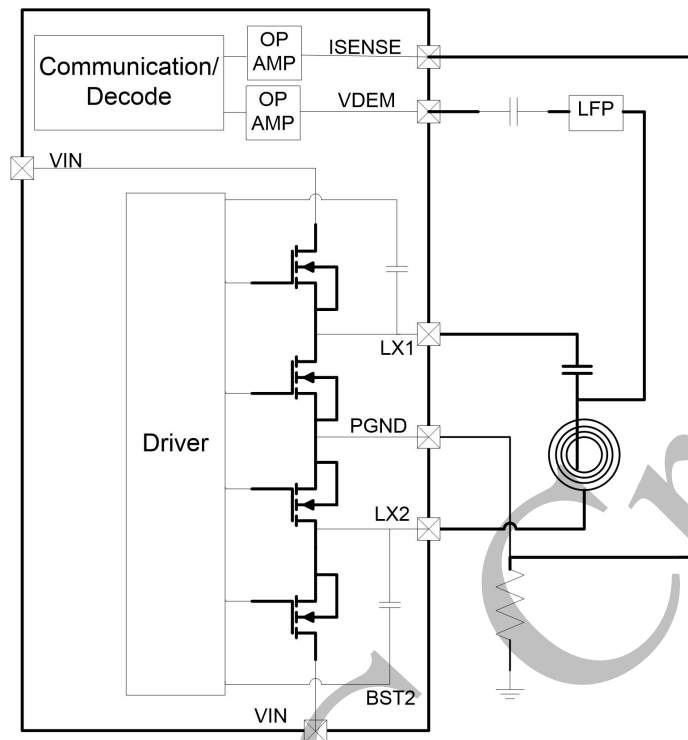 Communication/
Decode
OP
AMP
ISENSE
OP
AMP
VDEM
LFP
VIN
LX1
Driver
PGND
LX2
BST2
VIN